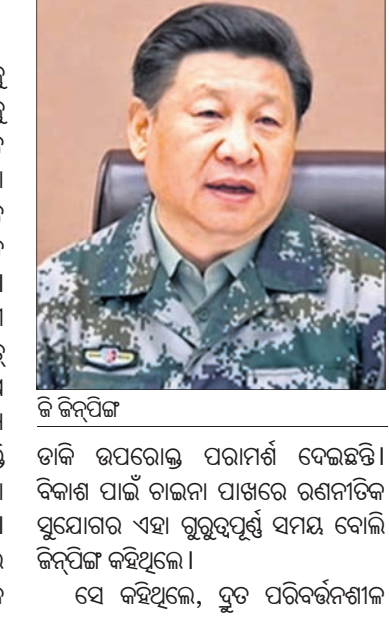 ଜି ଜିନ୍‌ପିଙ୍ଗ
ଡାକି ଉପରୋକ୍ତ ପରାମର୍ଶ ଦେଇଛନ୍ତି।
ବିକାଶ ପାଇଁ ଚାଇନା ପାଖରେ ରଣନୀତିକ
ସୁଯୋଗର ଏହା ଗୁରୁତ୍ୱପୂର୍ଣ୍ଣ ସମୟ ବୋଲି
ଜିନ୍‌ପିଙ୍ଗ କହିଥିଲେ।
ସେ କହିଥିଲେ, ଦ୍ରୁତ ପରିବର୍ତ୍ତନଶୀଳ